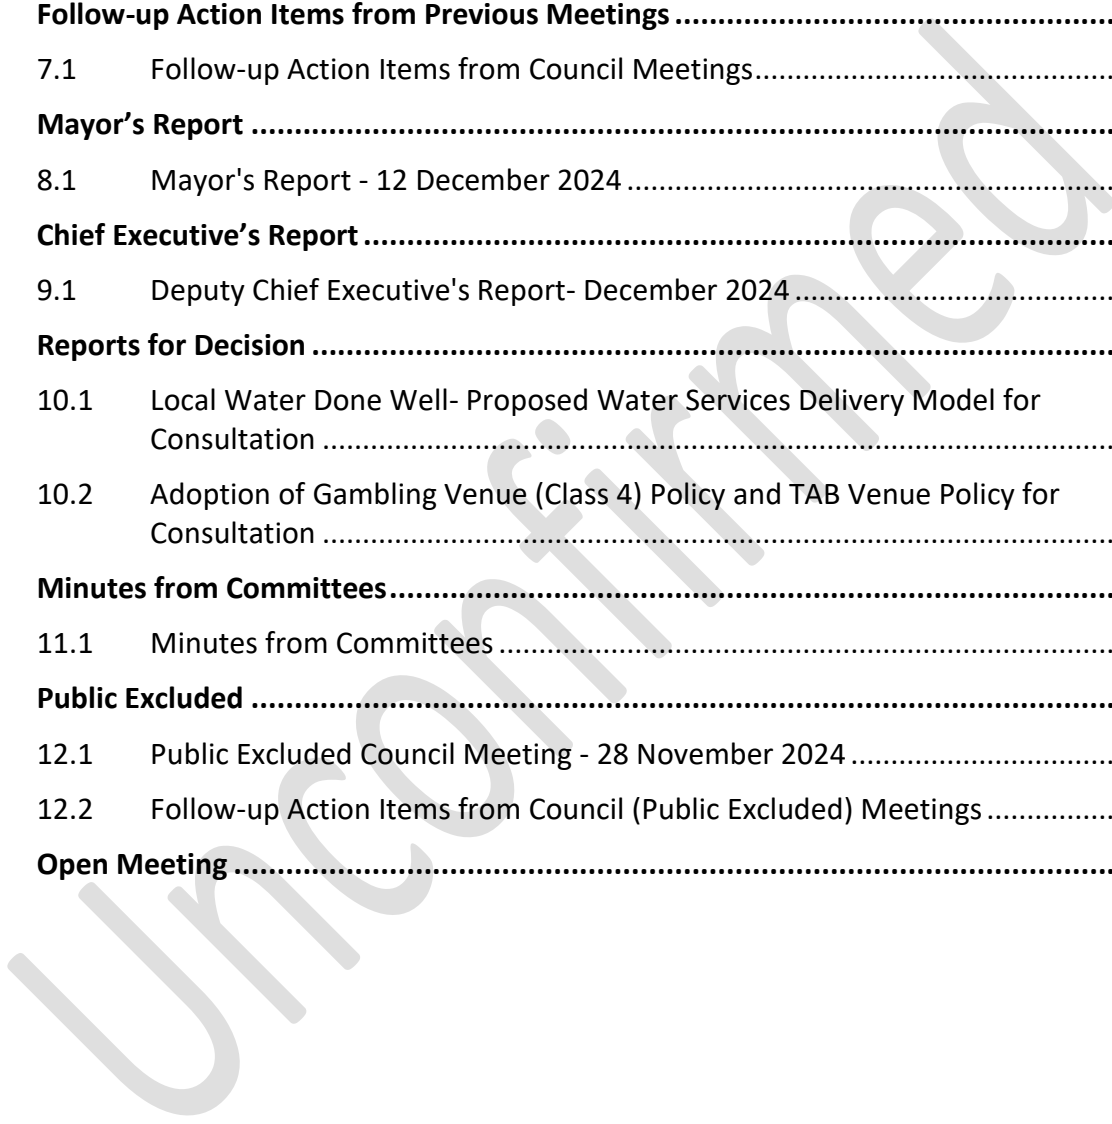 Follow-up Action Items from Previous Meetings ................................................
7.1 Follow-up Action Items from Council Meetings ................................................
Mayor’s Report ................................................
8.1 Mayor's Report - 12 December 2024 ................................................
Chief Executive’s Report ................................................
9.1 Deputy Chief Executive's Report- December 2024 ................................................
Reports for Decision ................................................
10.1 Local Water Done Well- Proposed Water Services Delivery Model for
Consultation ................................................
10.2 Adoption of Gambling Venue (Class 4) Policy and TAB Venue Policy for
Consultation ................................................
Minutes from Committees ................................................
11.1 Minutes from Committees ................................................
Public Excluded ................................................
12.1 Public Excluded Council Meeting - 28 November 2024 ................................................
12.2 Follow-up Action Items from Council (Public Excluded) Meetings ................................................
Open Meeting ................................................
Unconfirmed